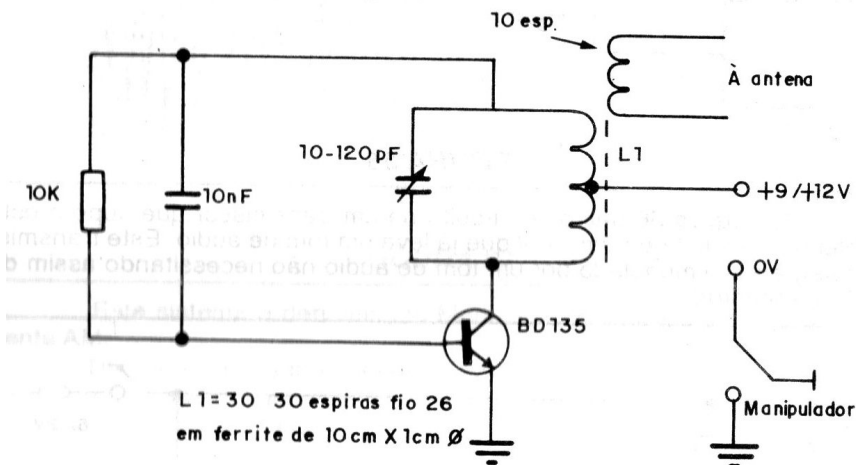 10 esp.
À antena
10-120pF
L1
10K
10nF
+9/+12V
0V
BD135
L1=30 30 espiras fio 26
em ferrite de 10cm X 1cm Ø
Manipulador